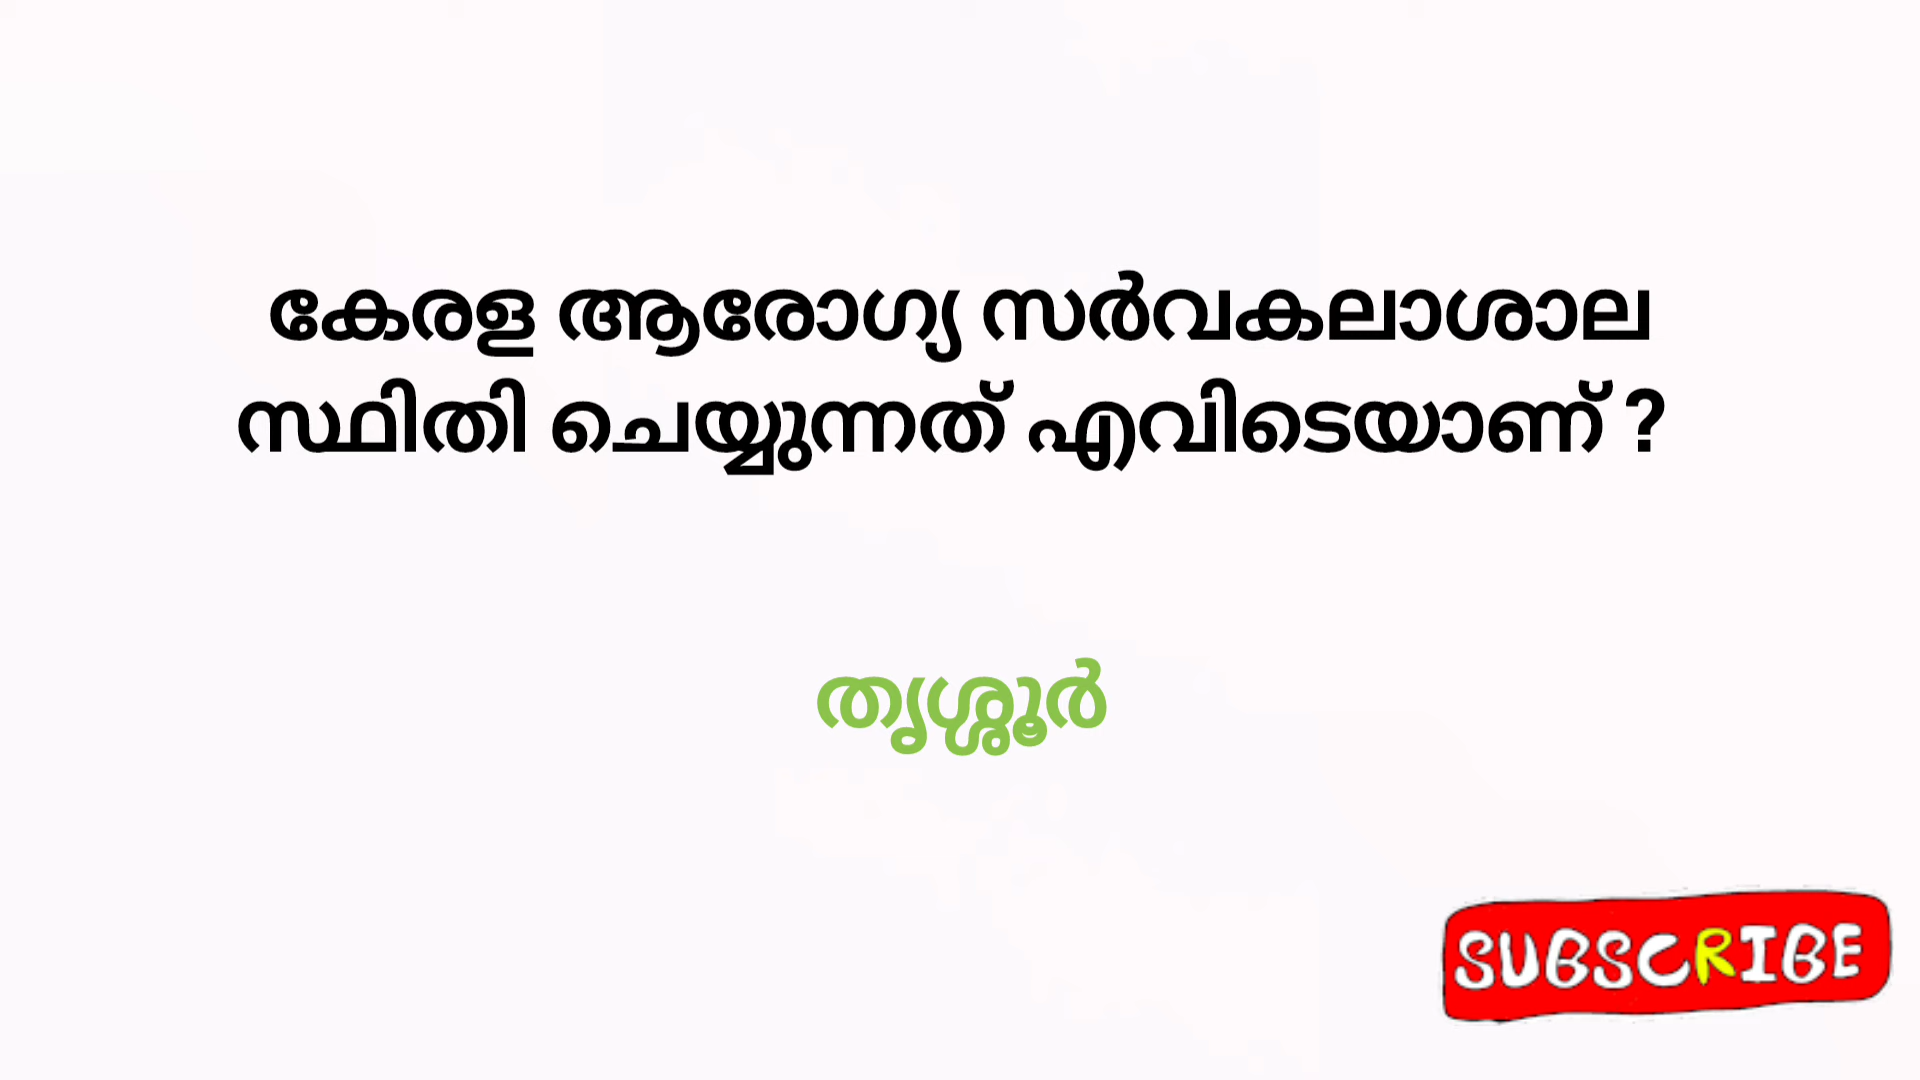 കേരള ആരോഗ്യ സർവകലാശാല
സ്ഥിതി ചെയ്യുന്നത് എവിടെയാണ് ?
തൃശ്ശൂർ
SUBSCRIBE